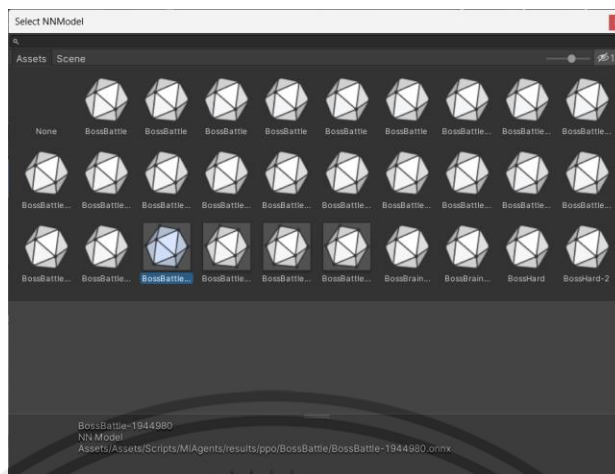 Select NNModel
Assets Scene
None BossBattle BossBattle BossBattle BossBattle BossBattle BossBattle BossBattle... BossBattle... BossBattle...
BossBattle... BossBattle... BossBattle... BossBattle... BossBattle... BossBattle... BossBattle... BossBattle... BossBattle... BossBattle...
BossBattle... BossBattle... BossBattle... BossBattle... BossBattle... BossBattle... BossBrain... BossBrain... BossHard BossHard-2
BossBattle-1944980
NN Model
Assets/Assets/Scripts/MlAgents/results/ppo/BossBattle/BossBattle-1944980.onnx